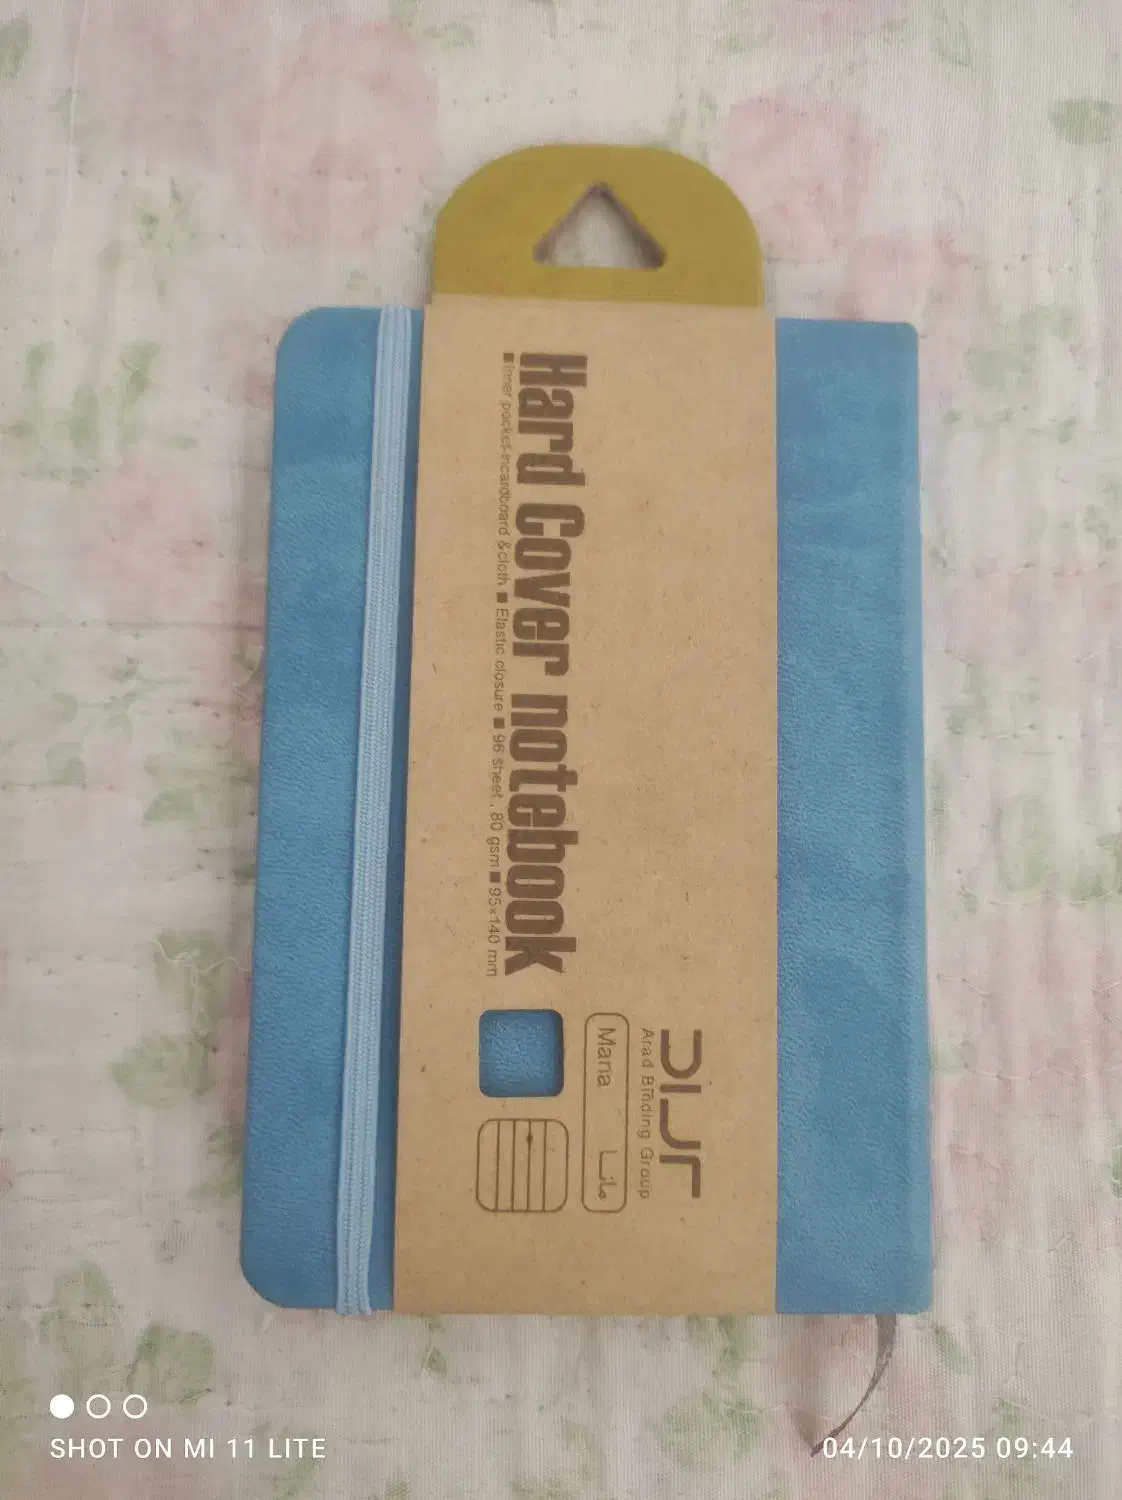 Hard Cover notebook
■ Inner pocket-incardboard &cloth ■ Elastic closure ■ 96 sheet , 80 gsm ■ 95×140 mm
Arad Binding Group
Mana مانا
SHOT ON MI 11 LITE
04/10/2025 09:44